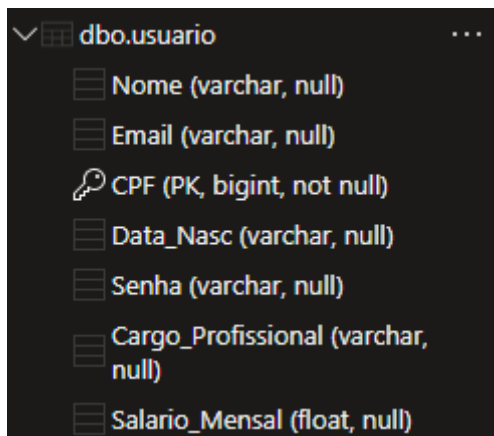 dbo.usuario ...
Nome (varchar, null)
Email (varchar, null)
CPF (PK, bigint, not null)
Data_Nasc (varchar, null)
Senha (varchar, null)
Cargo_Profissional (varchar,
null)
Salario_Mensal (float, null)